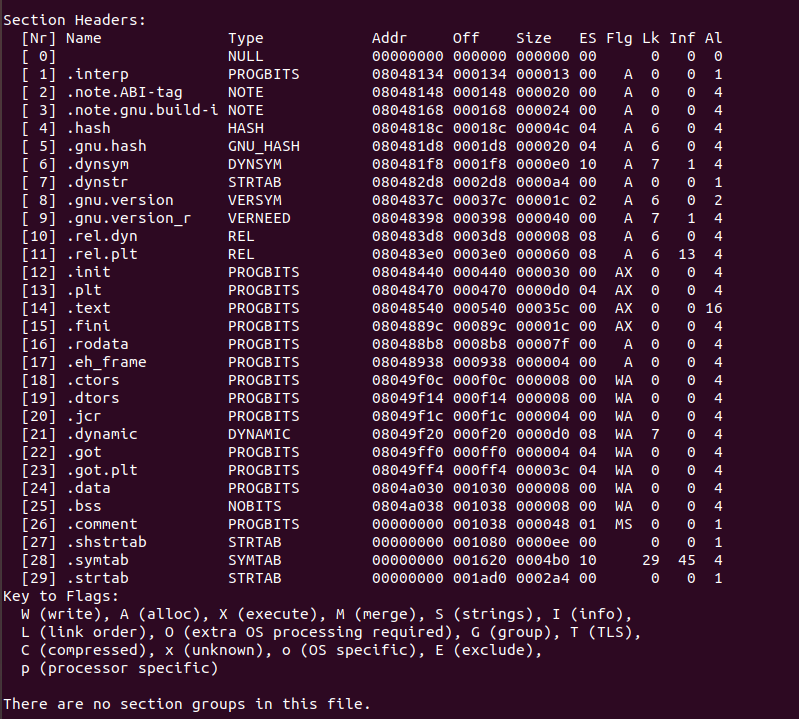 Section Headers:
  [Nr] Name              Type            Addr     Off    Size   ES Flg Lk Inf Al
  [ 0]                   NULL            00000000 000000 000000 00      0   0  0
  [ 1] .interp           PROGBITS        08048134 000134 000013 00   A  0   0  1
  [ 2] .note.ABI-tag     NOTE            08048148 000148 000020 00   A  0   0  4
  [ 3] .note.gnu.build-i NOTE            08048168 000168 000024 00   A  0   0  4
  [ 4] .hash             HASH            0804818c 00018c 00004c 04   A  6   0  4
  [ 5] .gnu.hash         GNU_HASH        080481d8 0001d8 000020 04   A  6   0  4
  [ 6] .dynsym           DYNSYM          080481f8 0001f8 0000e0 10   A  7   1  4
  [ 7] .dynstr           STRTAB          080482d8 0002d8 0000a4 00   A  0   0  1
  [ 8] .gnu.version      VERSYM          0804837c 00037c 00001c 02   A  6   0  2
  [ 9] .gnu.version_r    VERNEED         08048398 000398 000040 00   A  7   1  4
  [10] .rel.dyn          REL             080483d8 0003d8 000008 08   A  6   0  4
  [11] .rel.plt          REL             080483e0 0003e0 000060 08   A  6  13  4
  [12] .init             PROGBITS        08048440 000440 000030 00  AX  0   0  4
  [13] .plt              PROGBITS        08048470 000470 0000d0 04  AX  0   0  4
  [14] .text             PROGBITS        08048540 000540 00035c 00  AX  0   0 16
  [15] .fini             PROGBITS        0804889c 00089c 00001c 00  AX  0   0  4
  [16] .rodata           PROGBITS        080488b8 0008b8 00007f 00   A  0   0  4
  [17] .eh_frame         PROGBITS        08048938 000938 000004 00   A  0   0  4
  [18] .ctors            PROGBITS        08049f0c 000f0c 000008 00  WA  0   0  4
  [19] .dtors            PROGBITS        08049f14 000f14 000008 00  WA  0   0  4
  [20] .jcr              PROGBITS        08049f1c 000f1c 000004 00  WA  0   0  4
  [21] .dynamic          DYNAMIC         08049f20 000f20 0000d0 08  WA  7   0  4
  [22] .got              PROGBITS        08049ff0 000ff0 000004 04  WA  0   0  4
  [23] .got.plt          PROGBITS        08049ff4 000ff4 00003c 04  WA  0   0  4
  [24] .data             PROGBITS        0804a030 001030 000008 00  WA  0   0  4
  [25] .bss              NOBITS          0804a038 001038 000008 00  WA  0   0  4
  [26] .comment          PROGBITS        00000000 001038 000048 01  MS  0   0  1
  [27] .shstrtab         STRTAB          00000000 001080 0000ee 00      0   0  1
  [28] .symtab           SYMTAB          00000000 001620 0004b0 10     29  45  4
  [29] .strtab           STRTAB          00000000 001ad0 0002a4 00      0   0  1
Key to Flags:
  W (write), A (alloc), X (execute), M (merge), S (strings), I (info),
  L (link order), O (extra OS processing required), G (group), T (TLS),
  C (compressed), x (unknown), o (OS specific), E (exclude),
  p (processor specific)
There are no section groups in this file.